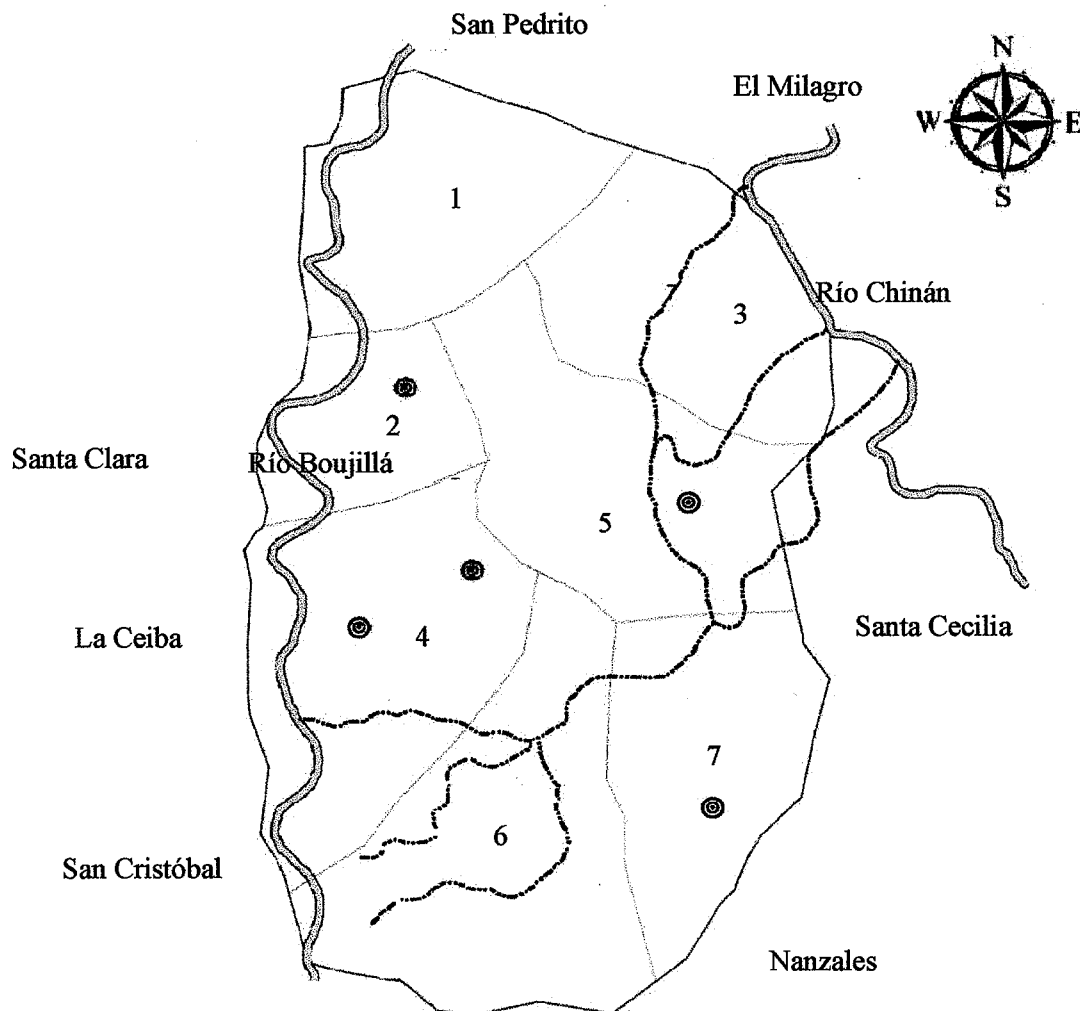 San Pedrito
El Milagro
N
W
E
S
1
Río Chinán
3
2
Santa Clara
Río Boujillá
5
La Ceiba
4
Santa Cecilia
7
6
San Cristóbal
Nanzales